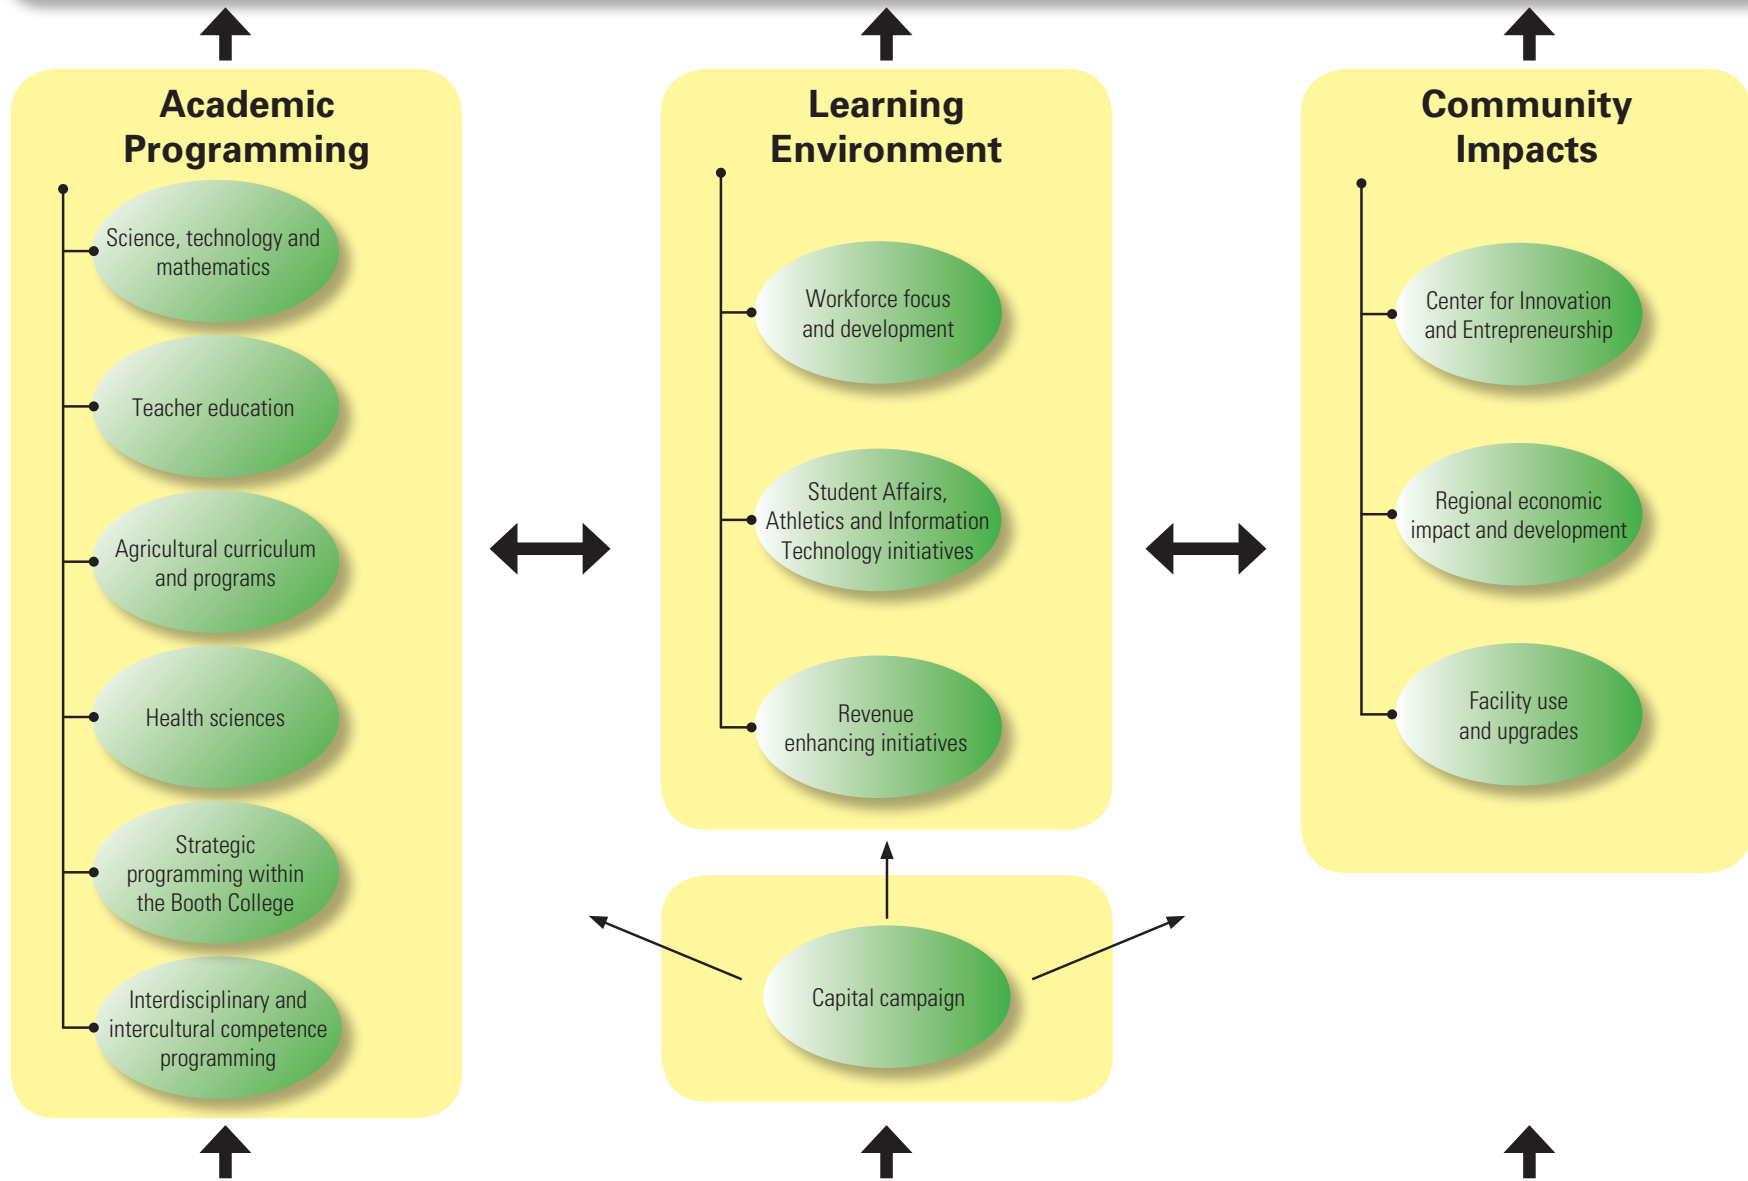 Academic
Programming
Science, technology and
mathematics
Teacher education
Agricultural curriculum
and programs
Health sciences
Strategic
programming within
the Booth College
Interdisciplinary and
intercultural competence
programming
Learning
Environment
Workforce focus
and development
Student Affairs,
Athletics and Information
Technology initiatives
Revenue
enhancing initiatives
Capital campaign
Community
Impacts
Center for Innovation
and Entrepreneurship
Regional economic
impact and development
Facility use
and upgrades